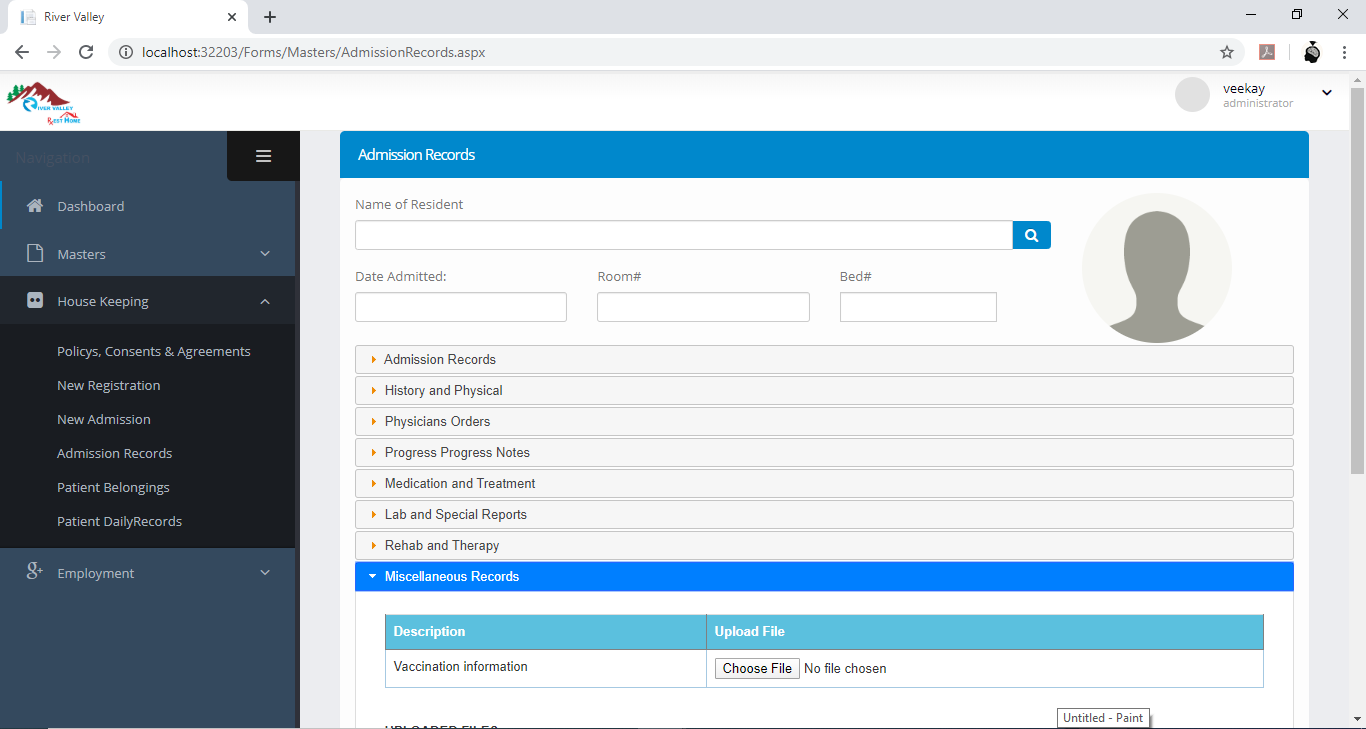 River Valley
localhost:32203/Forms/Masters/AdmissionRecords.aspx
RIVER VALLEY
REST HOME
veekay
administrator
Navigation
Dashboard
Masters
House Keeping
Policys, Consents & Agreements
New Registration
New Admission
Admission Records
Patient Belongings
Patient DailyRecords
Employment
Admission Records
Name of Resident
Date Admitted: Room# Bed#
Admission Records
History and Physical
Physicians Orders
Progress Progress Notes
Medication and Treatment
Lab and Special Reports
Rehab and Therapy
Miscellaneous Records
Description Upload File
Vaccination information Choose File No file chosen
UPLOADED FILES
Untitled - Paint